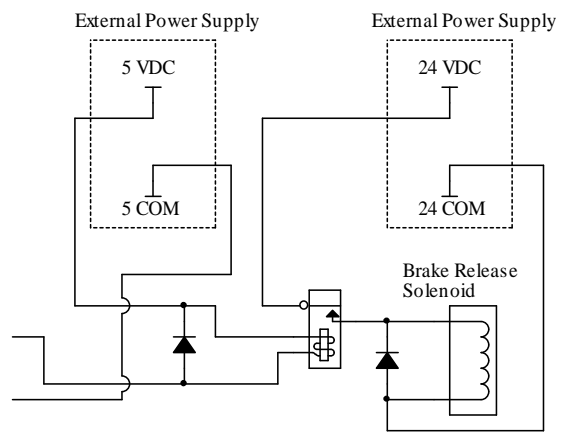 External Power Supply
External Power Supply
5 VDC
24 VDC
5 COM
24 COM
Brake Release
Solenoid